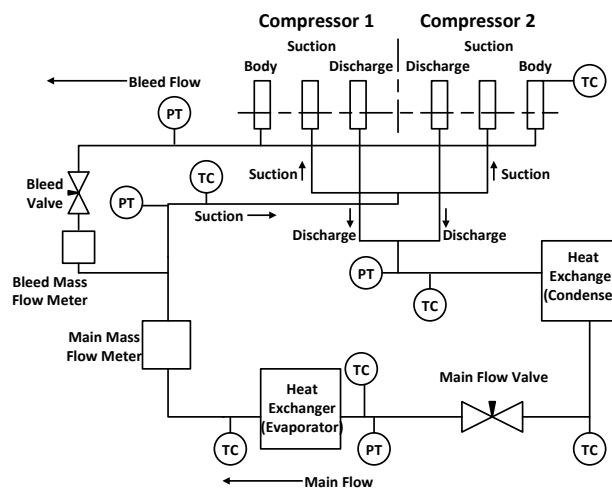 Compressor 1 Compressor 2
Suction Suction
Body Discharge Discharge Body
TC
Bleed Flow
PT
Bleed
Valve
TC
PT
Suction
Suction
Suction
Discharge
Discharge
Bleed Mass
Flow Meter
PT
TC
Heat
Exchange
(Condense
Main Mass
Flow Meter
Heat
Exchanger
(Evaporator)
TC
Main Flow Valve
TC
PT
TC
Main Flow